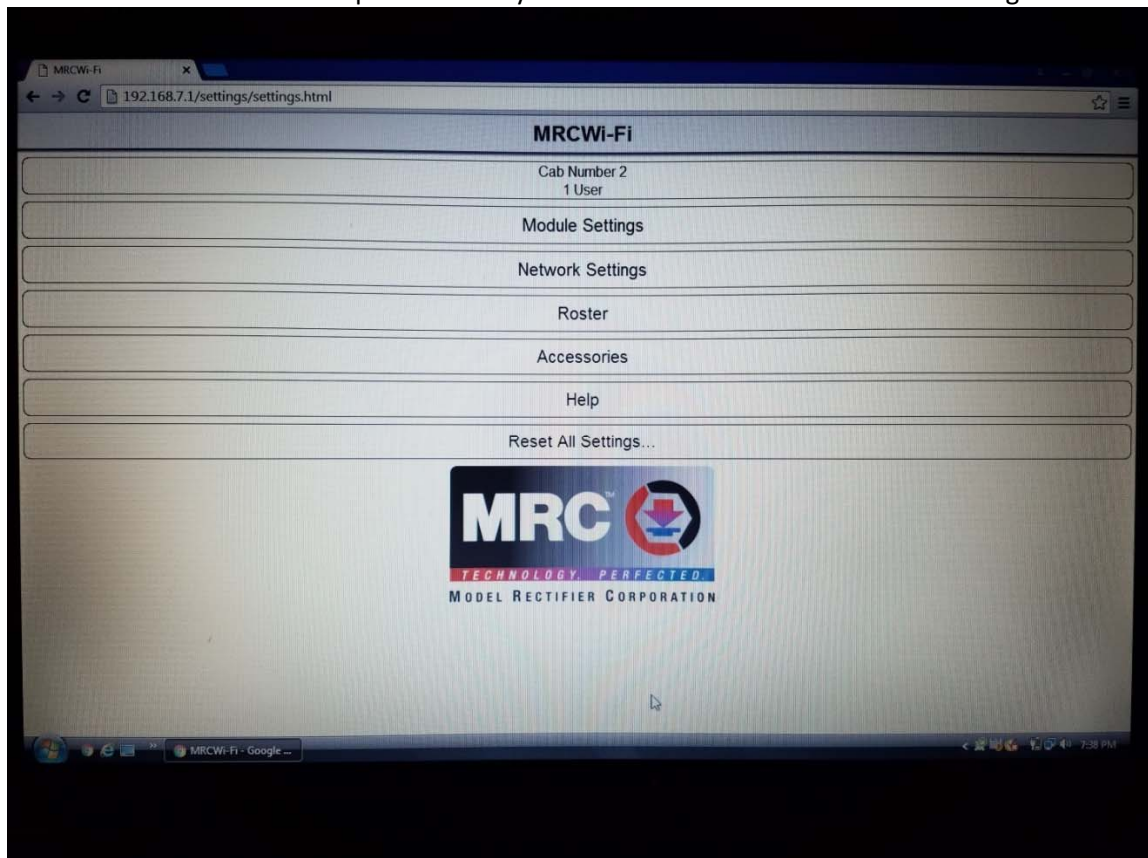 MRCWi-Fi
192.168.7.1/settings/settings.html
MRCWi-Fi
Cab Number 2
1 User
Module Settings
Network Settings
Roster
Accessories
Help
Reset All Settings...
MRC™
TECHNOLOGY, PERFECTED.
MODEL RECTIFIER CORPORATION
MRCWi-Fi - Google ...
7:38 PM